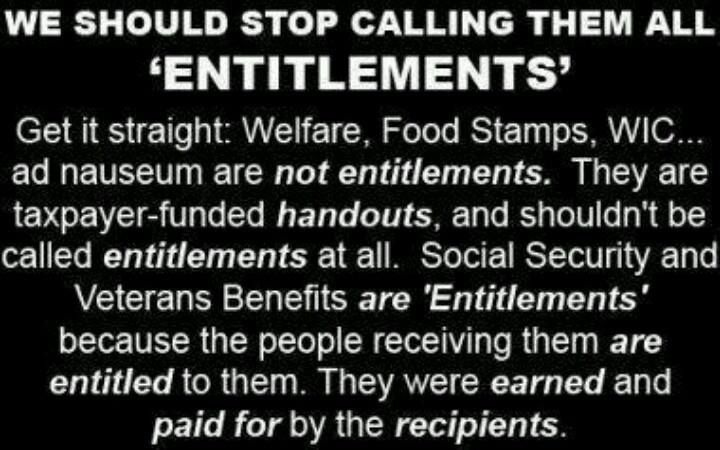 WE SHOULD STOP CALLING THEM ALL
‘ENTITLEMENTS’
Get it straight: Welfare, Food Stamps, WIC...
ad nauseum are not entitlements. They are
taxpayer-funded handouts, and shouldn't be
called entitlements at all. Social Security and
Veterans Benefits are 'Entitlements'
because the people receiving them are
entitled to them. They were earned and
paid for by the recipients.